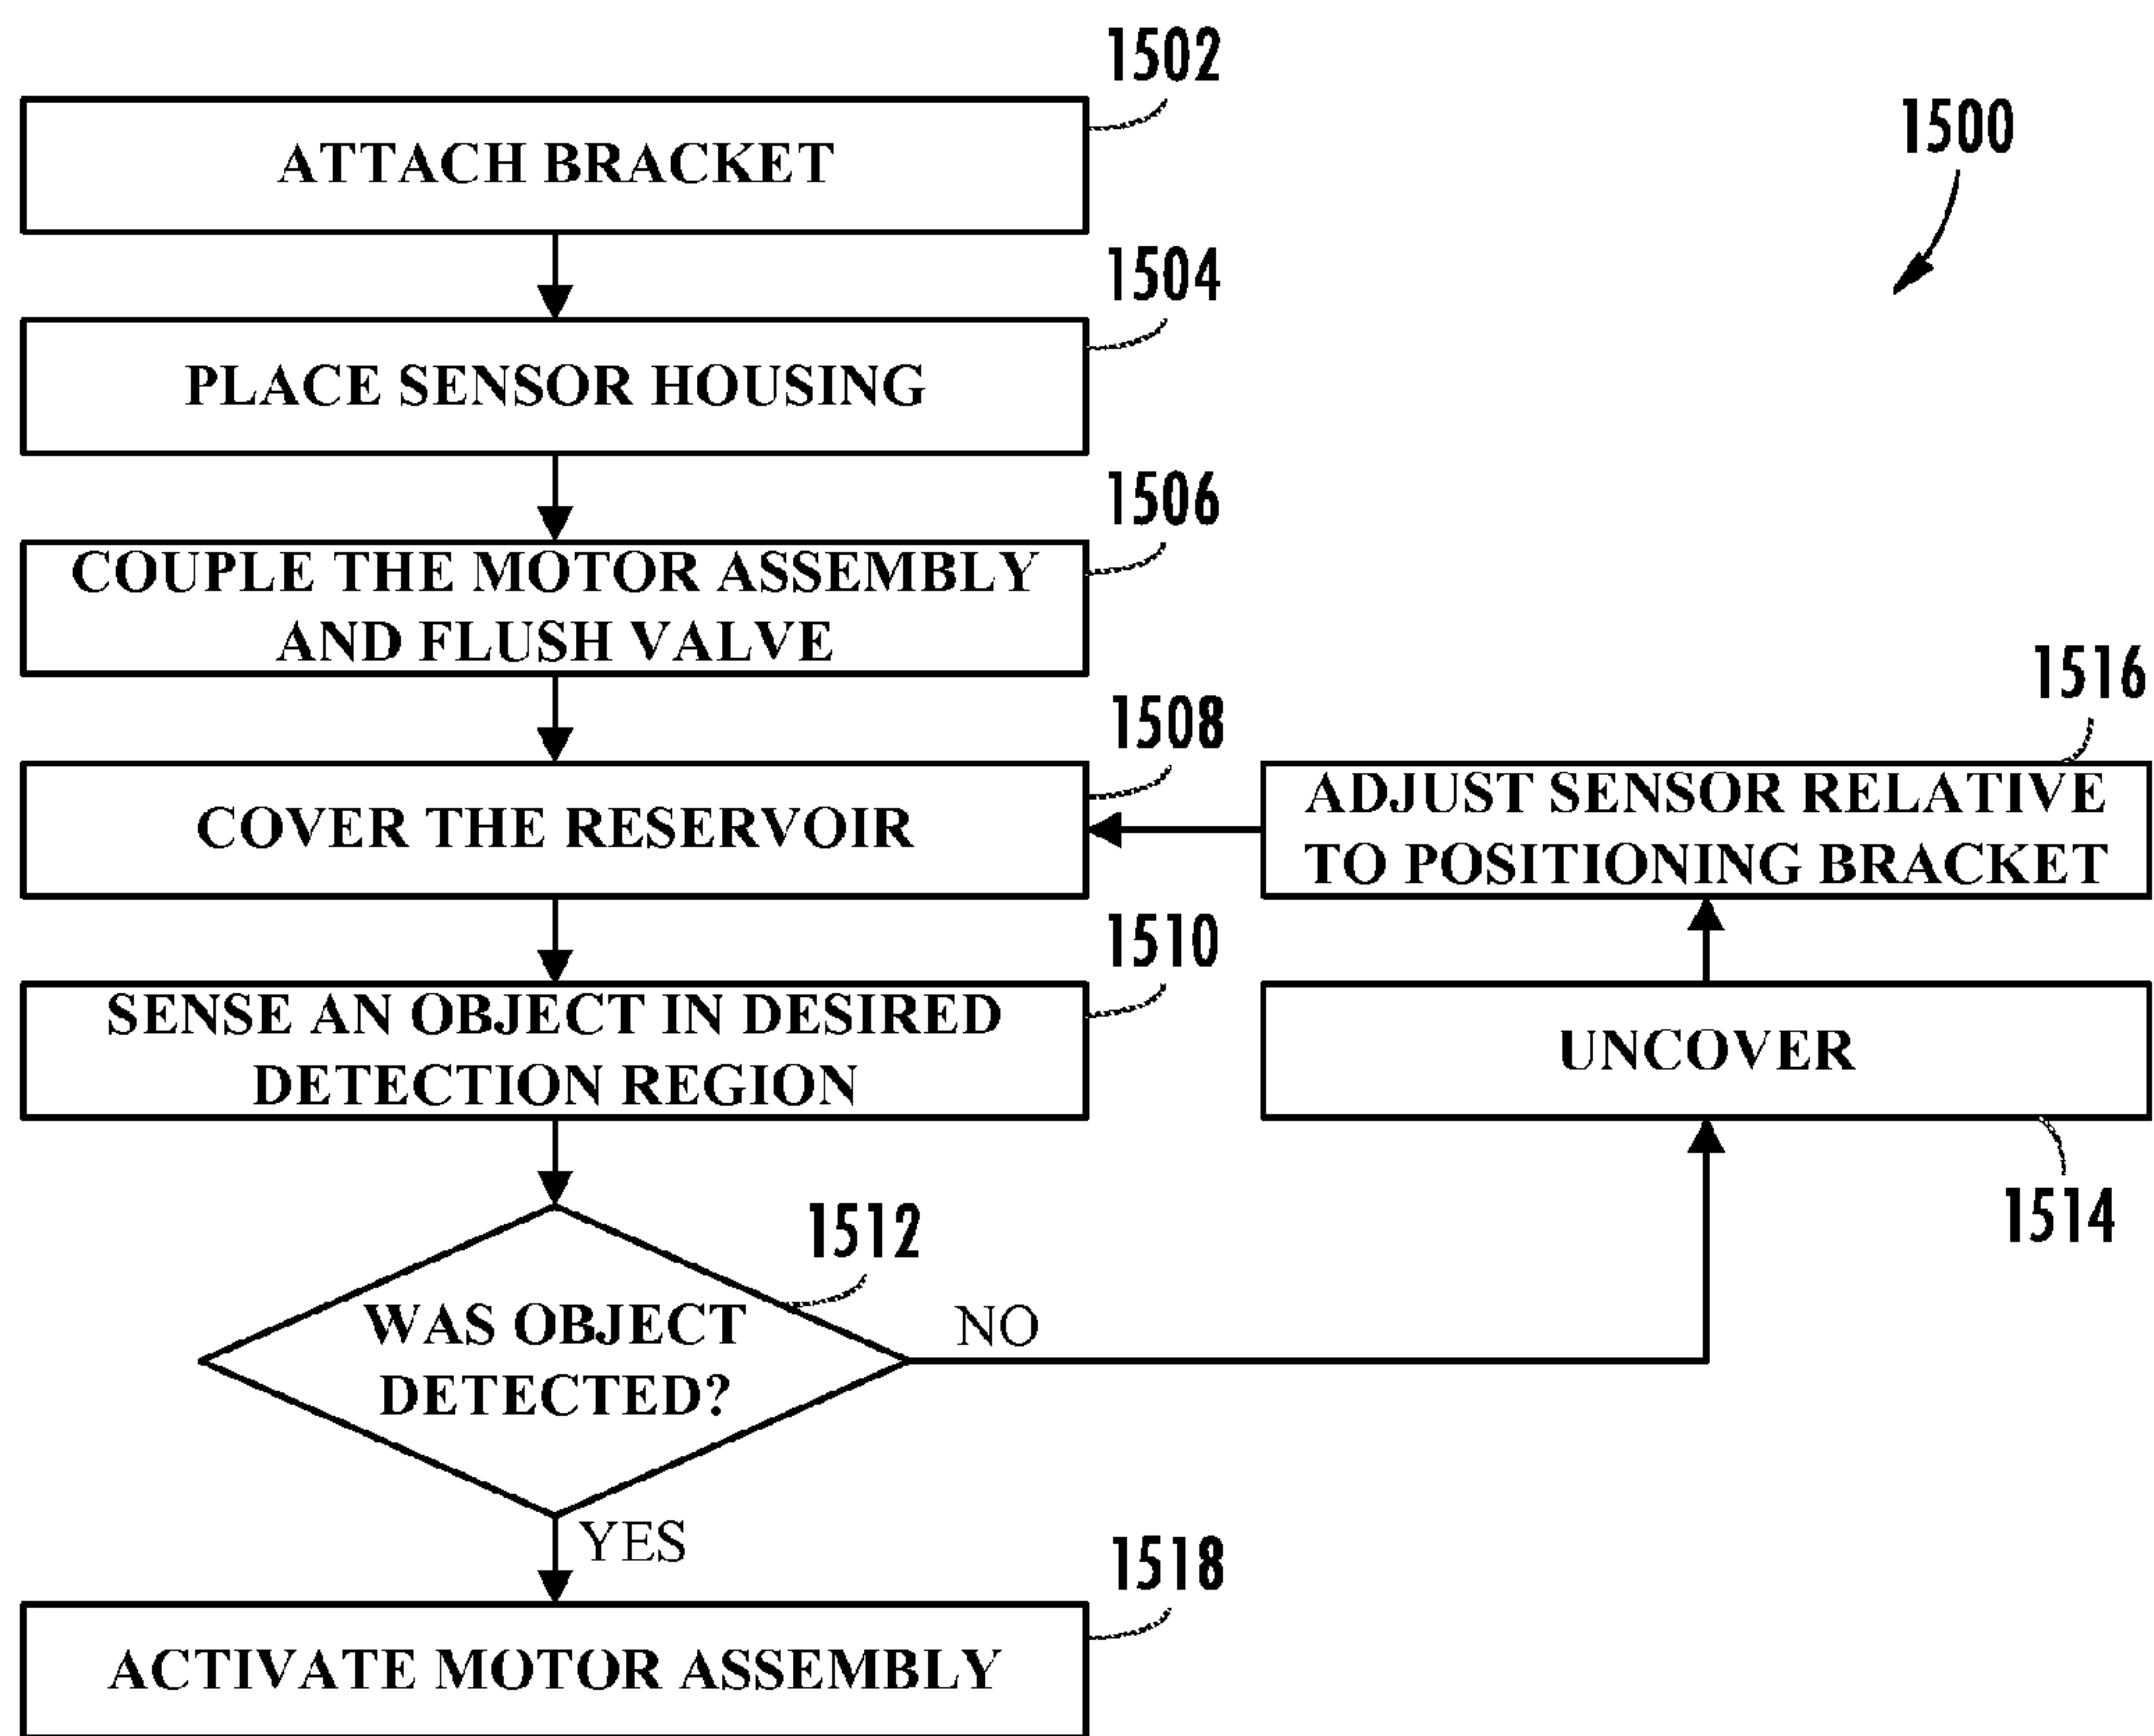 1502
ATTACH BRACKET
1500
1504
PLACE SENSOR HOUSING
1506
COUPLE THE MOTOR ASSEMBLY
AND FLUSH VALVE
1508
COVER THE RESERVOIR
1516
ADJUST SENSOR RELATIVE
TO POSITIONING BRACKET
1510
SENSE AN OBJECT IN DESIRED
DETECTION REGION
UNCOVER
1514
1512
WAS OBJECT
DETECTED?
NO
YES
1518
ACTIVATE MOTOR ASSEMBLY